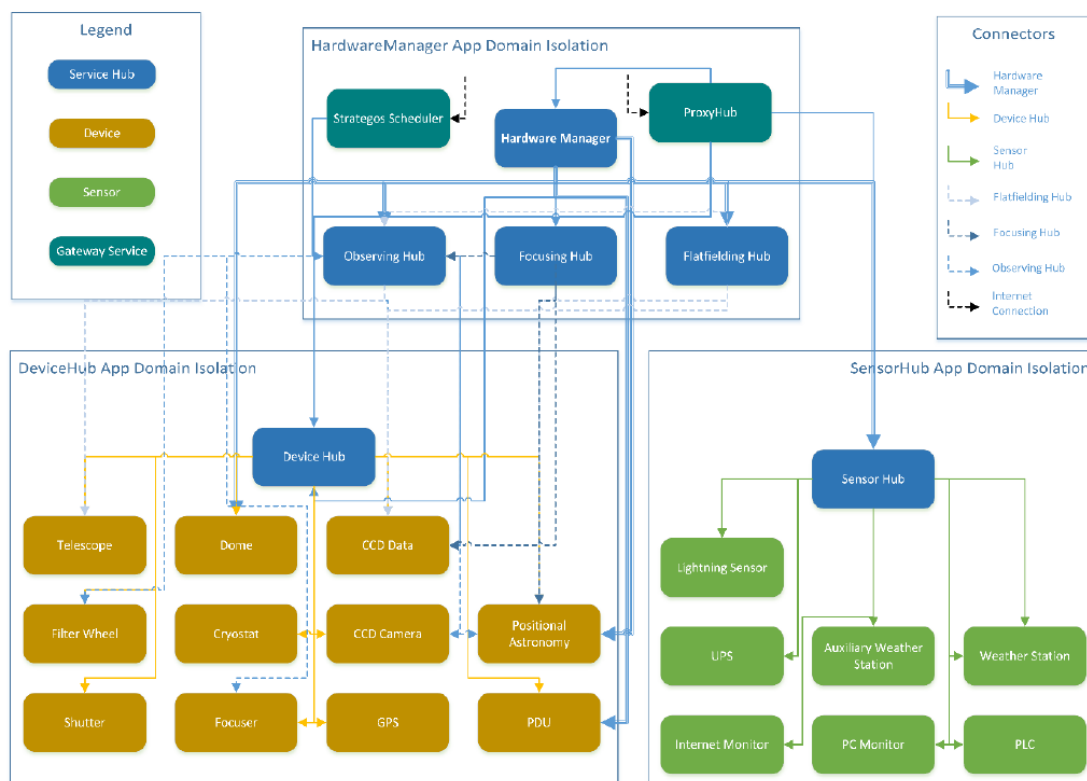 Legend
Service Hub
Device
Sensor
Gateway Service
HardwareManager App Domain Isolation
Strategos Scheduler
Hardware Manager
ProxyHub
Observing Hub
Focusing Hub
Flatfielding Hub
Connectors
Hardware
Manager
Device Hub
Sensor
Hub
Flatfielding Hub
Focusing Hub
Observing Hub
Internet
Connection
DeviceHub App Domain Isolation
Device Hub
Telescope
Dome
CCD Data
Filter Wheel
Cryostat
CCD Camera
Positional
Astronomy
Shutter
Focuser
GPS
PDU
SensorHub App Domain Isolation
Sensor Hub
Lightning Sensor
UPS
Auxiliary Weather
Station
Weather Station
Internet Monitor
PC Monitor
PLC